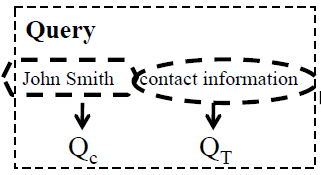 Query
John Smith contact information
Qc QT